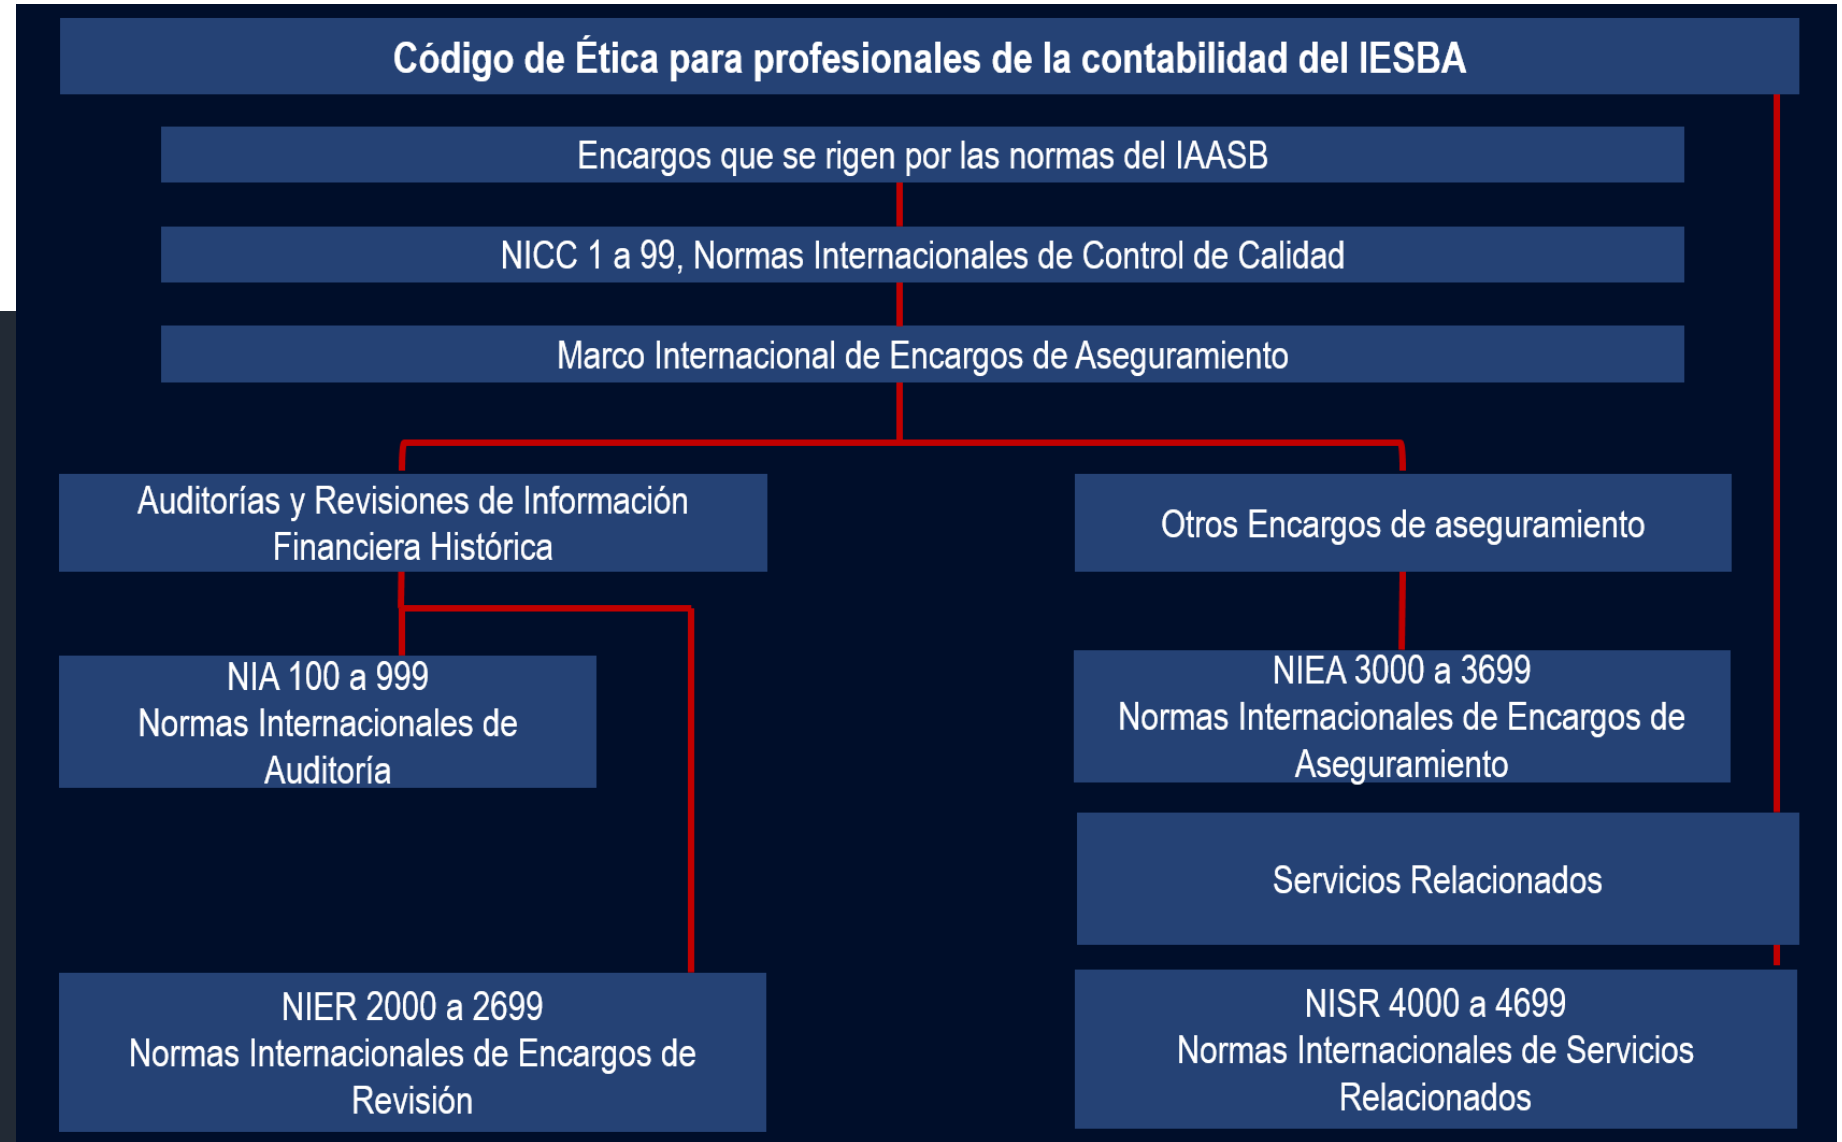 Código de Ética para profesionales de la contabilidad del IESBA
Encargos que se rigen por las normas del IAASB
NICC 1 a 99, Normas Internacionales de Control de Calidad
Marco Internacional de Encargos de Aseguramiento
Auditorías y Revisiones de Información
Financiera Histórica
Otros Encargos de aseguramiento
NIA 100 a 999
Normas Internacionales de
Auditoría
NIEA 3000 a 3699
Normas Internacionales de Encargos de
Aseguramiento
Servicios Relacionados
NIER 2000 a 2699
Normas Internacionales de Encargos de
Revisión
NISR 4000 a 4699
Normas Internacionales de Servicios
Relacionados